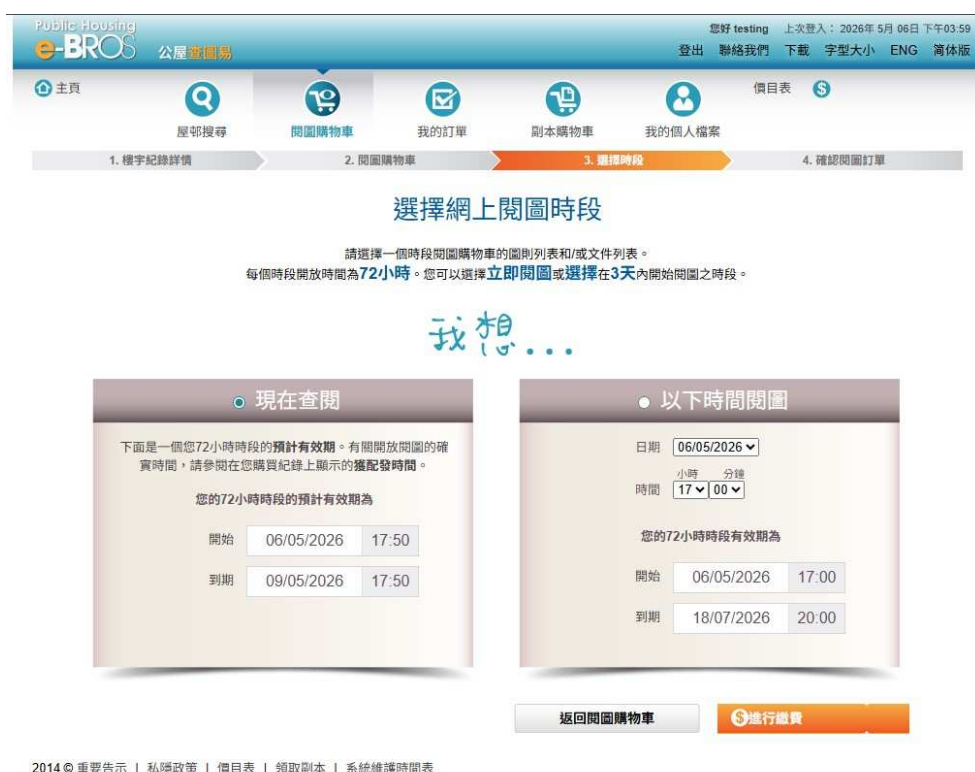 Public Housing
e-BROS 公屋查圖易
您好 testing 上次登入： 2026年 5月 06日 下午03:59
登出 聯絡我們 下載 字型大小 ENG 简体版
主頁
屋邨搜尋
閱圖購物車
我的訂單
副本購物車
我的個人檔案
價目表
1. 樓宇紀錄詳情 2. 閱圖購物車 3. 選擇時段 4. 確認閱圖訂單
選擇網上閱圖時段
請選擇一個時段閱圖購物車的圖則列表和/或文件列表。
每個時段開放時間為72小時。您可以選擇立即閱圖或選擇在3天內開始閱圖之時段。
我想...
現在查閱
下面是一個您72小時時段的預計有效期。有關開放閱圖的確
實時間，請參閱在您購買紀錄上顯示的獲配發時間。
您的72小時時段的預計有效期為
開始 06/05/2026 17:50
到期 09/05/2026 17:50
以下時間閱圖
日期 06/05/2026
小時 分鐘
時間 17 00
您的72小時時段有效期為
開始 06/05/2026 17:00
到期 18/07/2026 20:00
返回閱圖購物車
$進行繳費
2014 © 重要告示 | 私隱政策 | 價目表 | 領取副本 | 系統維護時間表